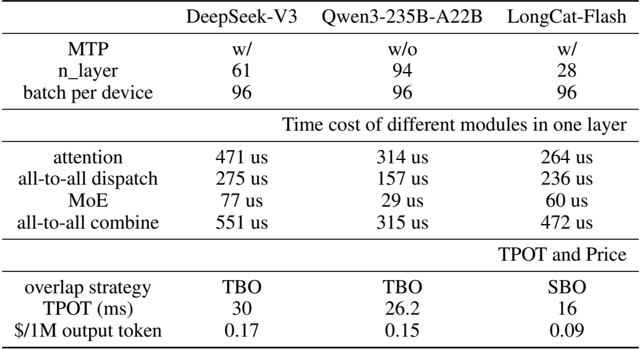 DeepSeek-V3 Qwen3-235B-A22B LongCat-Flash
MTP w/ w/o w/
n_layer 61 94 28
batch per device 96 96 96
Time cost of different modules in one layer
attention 471 us 314 us 264 us
all-to-all dispatch 275 us 157 us 236 us
MoE 77 us 29 us 60 us
all-to-all combine 551 us 315 us 472 us
TPOT and Price
overlap strategy TBO TBO SBO
TPOT (ms) 30 26.2 16
$/1M output token 0.17 0.15 0.09